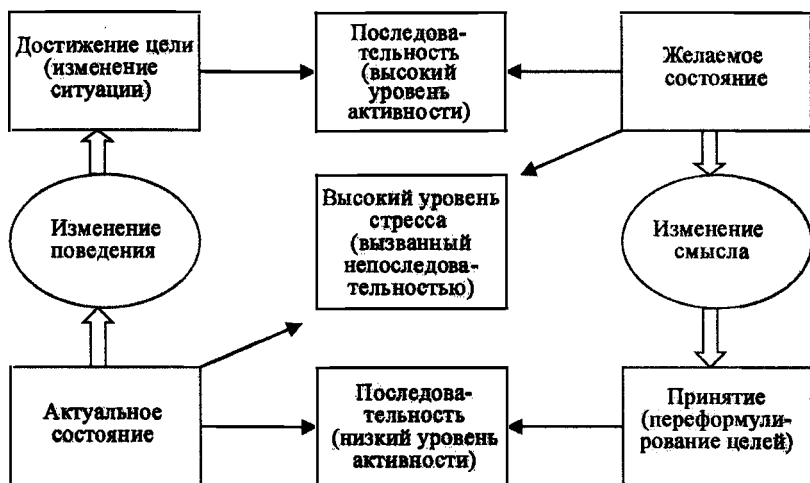 Достижение цели
(изменение
ситуации)
Последова-
тельность
(высокий
уровень
активности)
Желаемое
состояние
Изменение
поведения
Высокий уровень
стресса
(вызванный
непоследова-
тельностью)
Изменение
смысла
Актуальное
состояние
Последова-
тельность
(низкий уровень
активности)
Принятие
(переформули-
рование целей)